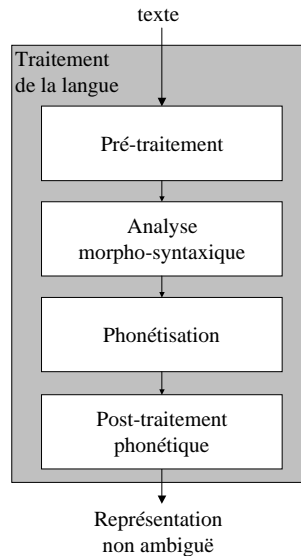 texte
Traitement
de la langue
Pré-traitement
Analyse
morpho-syntaxique
Phonétisation
Post-traitement
phonétique
Représentation
non ambiguë